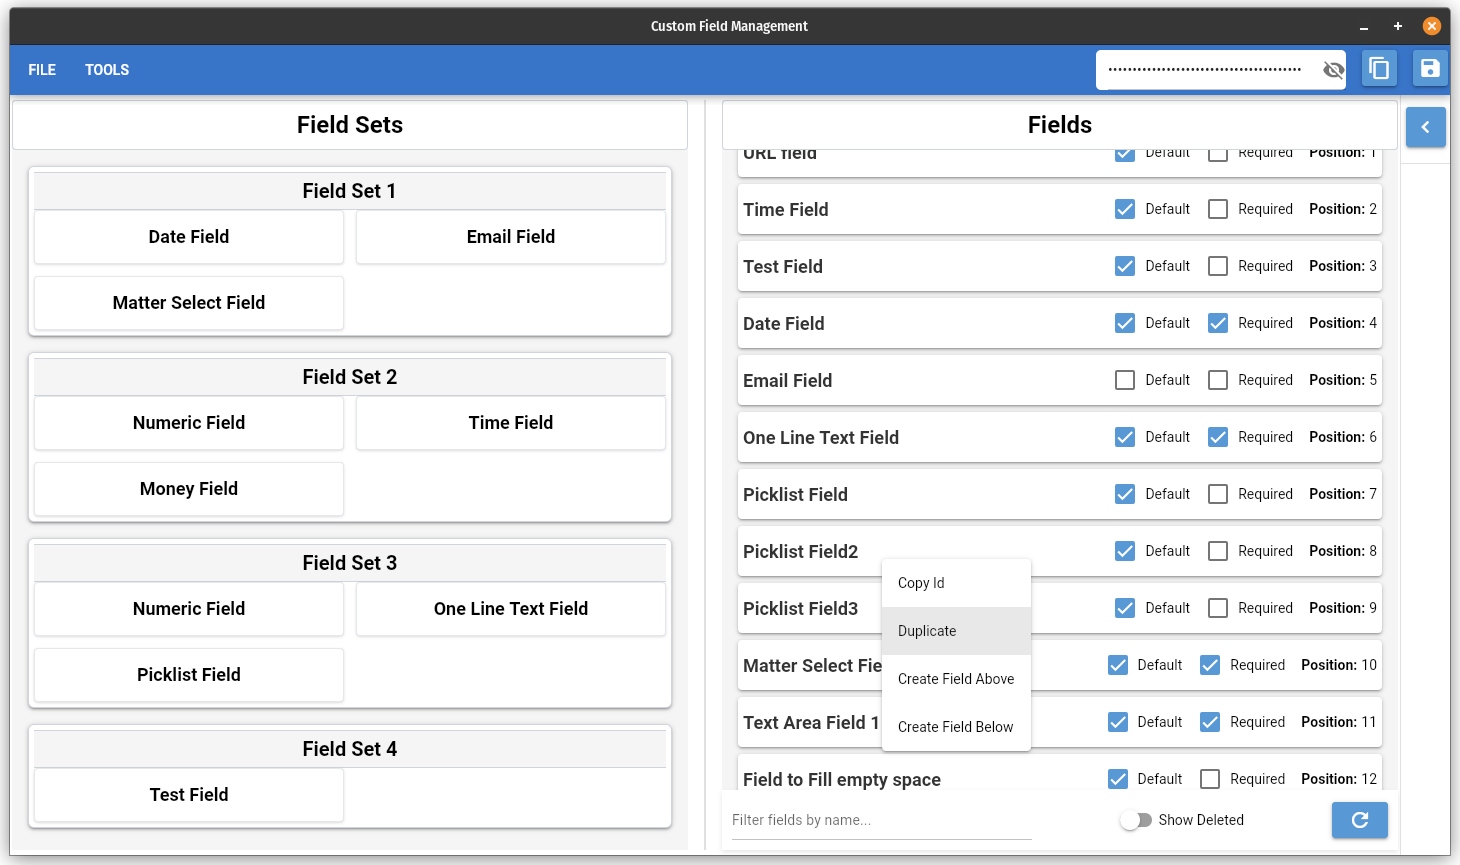 Custom Field Management
FILE TOOLS
Field Sets
Field Set 1
Date Field Email Field
Matter Select Field
Field Set 2
Numeric Field Time Field
Money Field
Field Set 3
Numeric Field One Line Text Field
Picklist Field
Field Set 4
Test Field
Fields
URL field Default Required Position: 1
Time Field Default Required Position: 2
Test Field Default Required Position: 3
Date Field Default Required Position: 4
Email Field Default Required Position: 5
One Line Text Field Default Required Position: 6
Picklist Field Default Required Position: 7
Picklist Field2 Default Required Position: 8
Picklist Field3 Default Required Position: 9
Matter Select Fie Default Required Position: 10
Text Area Field 1 Default Required Position: 11
Field to Fill empty space Default Required Position: 12
Copy Id
Duplicate
Create Field Above
Create Field Below
Filter fields by name... Show Deleted